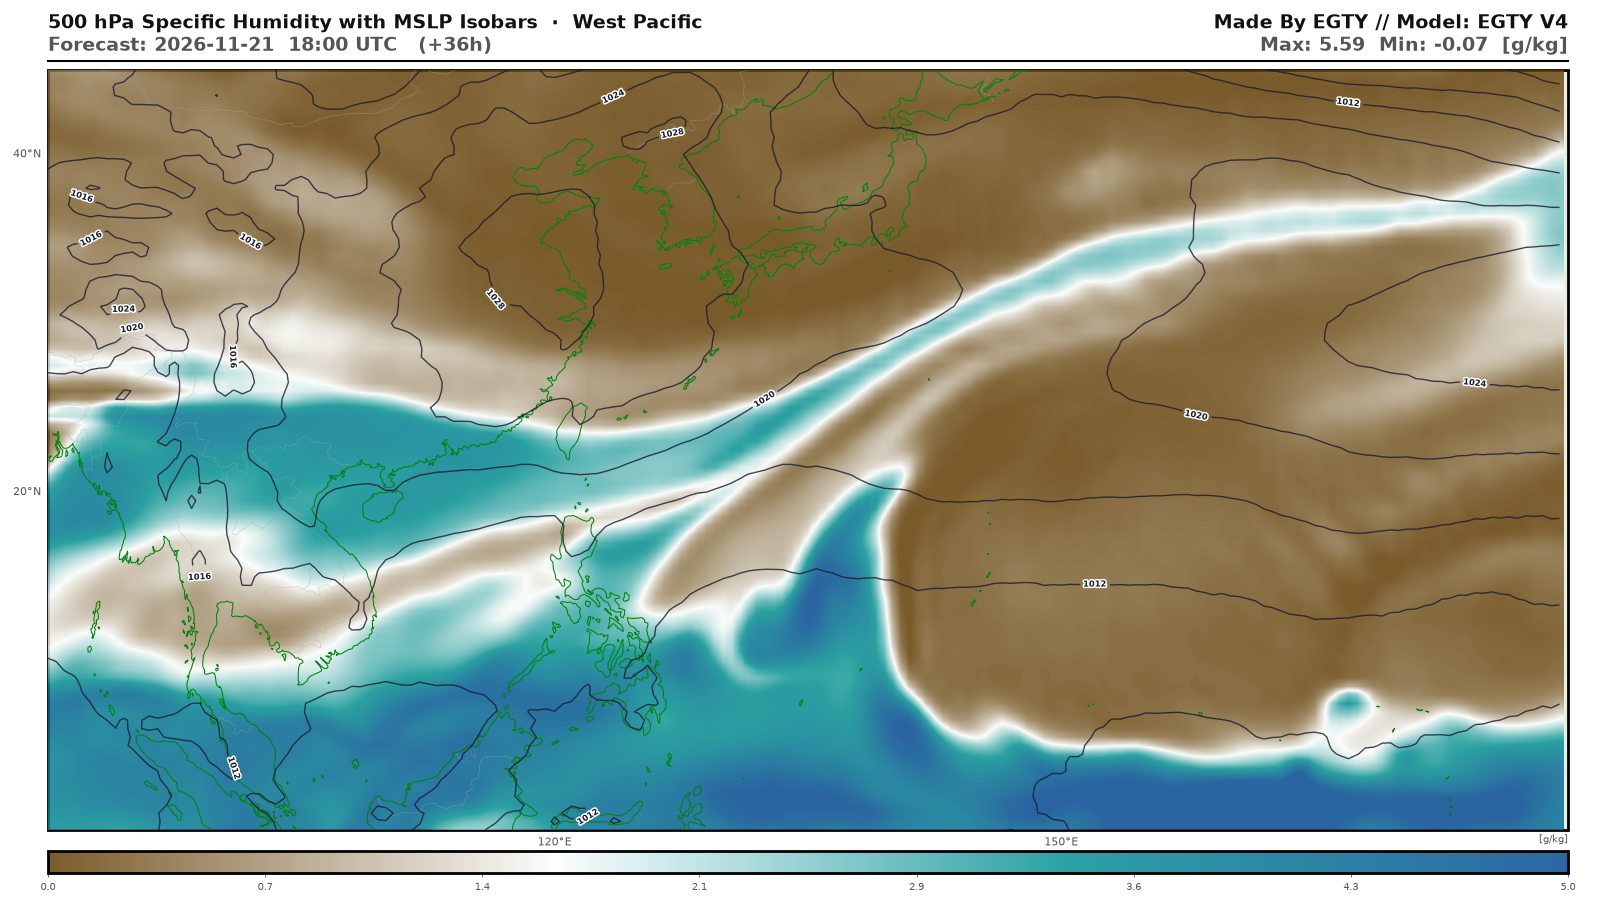 500 hPa Specific Humidity with MSLP Isobars · West Pacific
Made By EGTY // Model: EGTY V4
Forecast: 2026-11-21 18:00 UTC (+36h)
Max: 5.59 Min: -0.07 [g/kg]
1024
1012
1028
40°N
1016
1016
1016
1028
1024
1020
1016
1024
1020
1020
20°N
1016
1012
1012
1012
120°E
150°E
[g/kg]
0.0
0.7
1.4
2.1
2.9
3.6
4.3
5.0